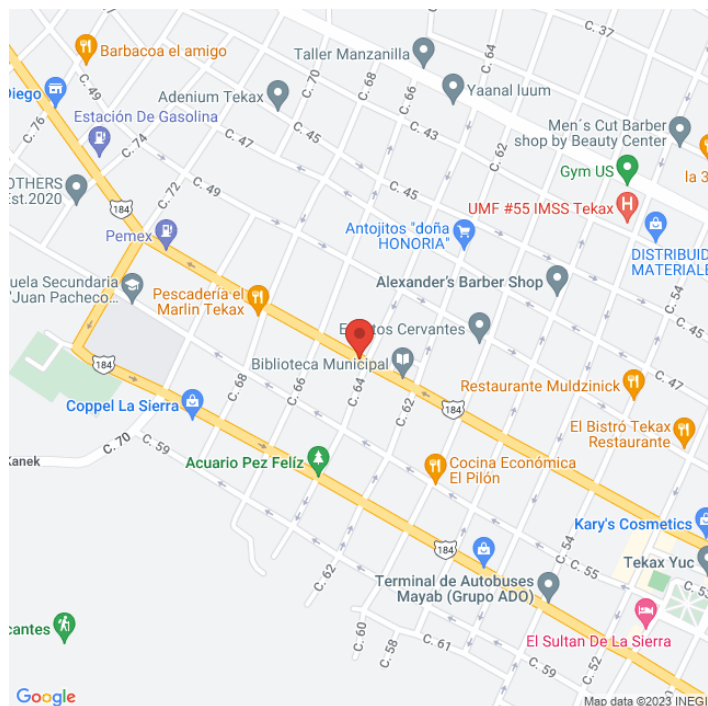 C. 37
Barbacoa el amigo
C. 64
Taller Manzanilla
C. 49
C. 70
C. 68
C. 66
Yaanal luum
Diego
Adenium Tekax
C. 76
Estación De Gasolina
C. 74
C. 47
C. 45
C. 43
C. 62
Men´s Cut Barber
shop by Beauty Center
Gym US
la 3
OTHERS
Est.2020
C. 72
C. 49
C. 45
UMF #55 IMSS Tekax
184
Pemex
Antojitos "doña
HONORIA"
DISTRIBUID
MATERIALE
uela Secundaria
"Juan Pacheco...
Pescadería el
Marlin Tekax
Alexander's Barber Shop
C. 54
C. 45
Cervantes
Biblioteca Municipal
184
C. 68
C. 66
C. 64
C. 62
184
Restaurante Muldzinick
C. 47
Coppel La Sierra
El Bistró Tekax
Restaurante
C. 70
C. 59
Kanek
Acuario Pez Felíz
Cocina Económica
El Pilón
Kary's Cosmetics
184
C. 54
C. 55
Tekax Yuc
C. 62
Terminal de Autobuses
Mayab (Grupo ADO)
C. 53
cantes
C. 60
C. 58
C. 61
El Sultan De La Sierra
C. 59
C. 52
Google
Map data ©2023 INEGI